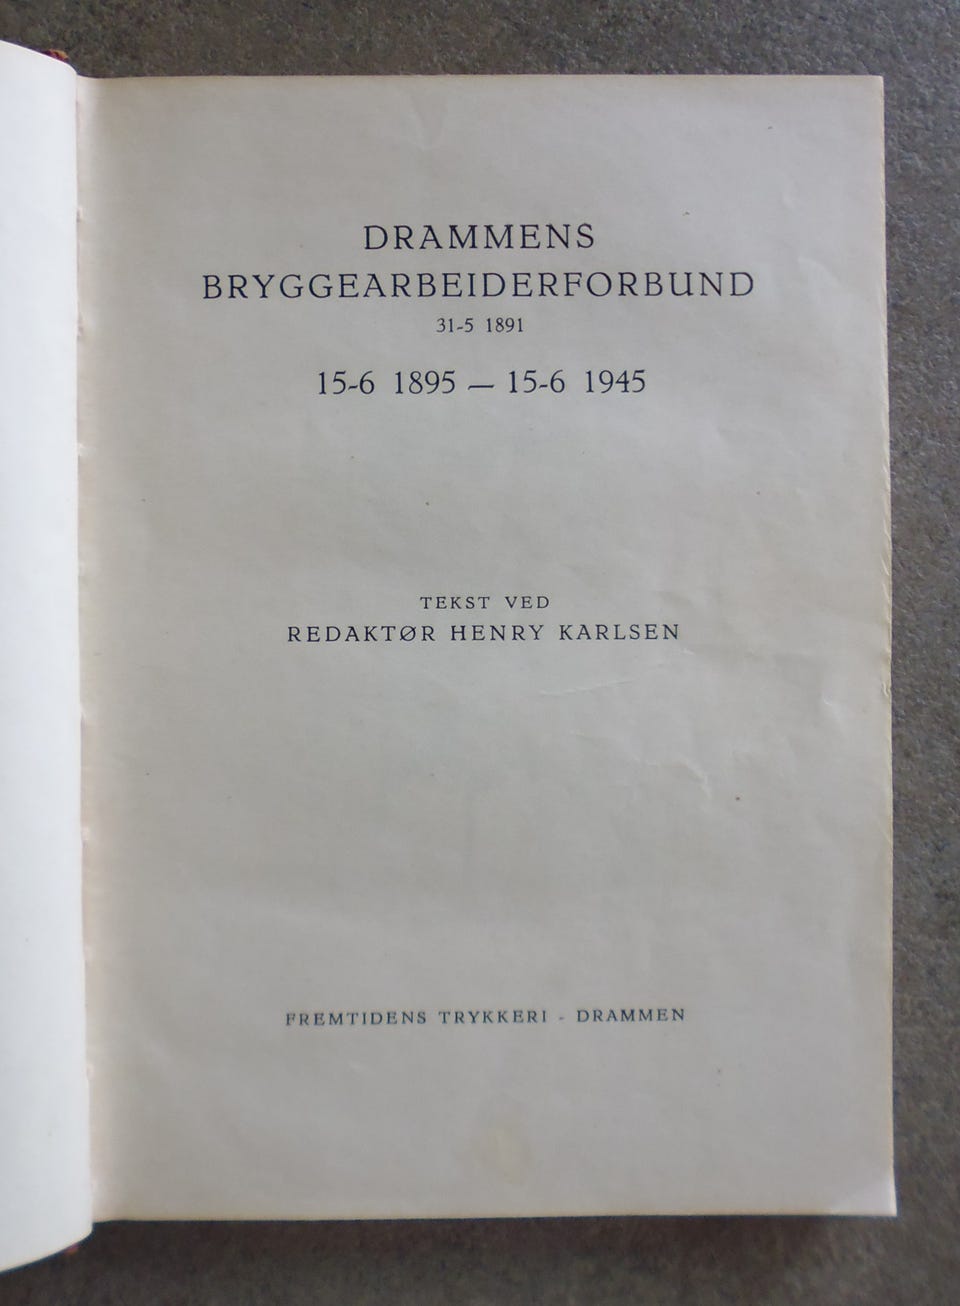 DRAMMENS
BRYGGEARBEIDERFORBUND
31-5 1891
15-6 1895 — 15-6 1945
TEKST VED
REDAKTØR HENRY KARLSEN
FREMTIDENS TRYKKERI - DRAMMEN